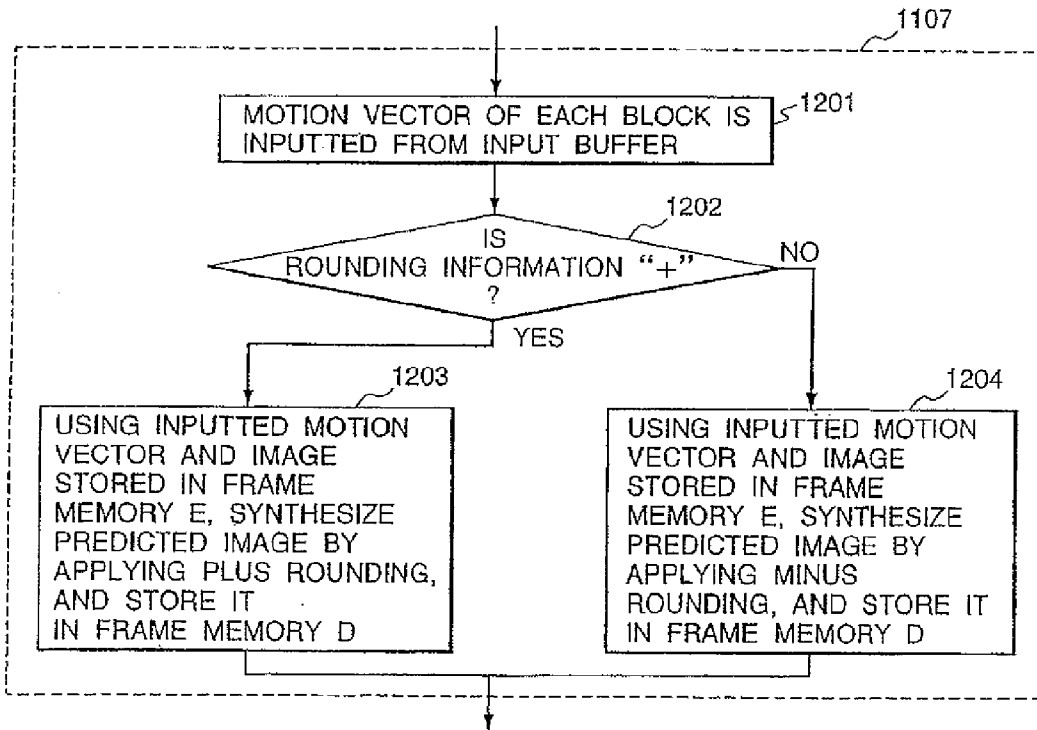 1107
MOTION VECTOR OF EACH BLOCK IS
INPUTTED FROM INPUT BUFFER
1201
1202
IS
ROUNDING INFORMATION “+”
?
NO
YES
1203
USING INPUTTED MOTION
VECTOR AND IMAGE
STORED IN FRAME
MEMORY E, SYNTHESIZE
PREDICTED IMAGE BY
APPLYING PLUS ROUNDING,
AND STORE IT
IN FRAME MEMORY D
1204
USING INPUTTED MOTION
VECTOR AND IMAGE
STORED IN FRAME
MEMORY E, SYNTHESIZE
PREDICTED IMAGE BY
APPLYING MINUS
ROUNDING, AND STORE IT
IN FRAME MEMORY D